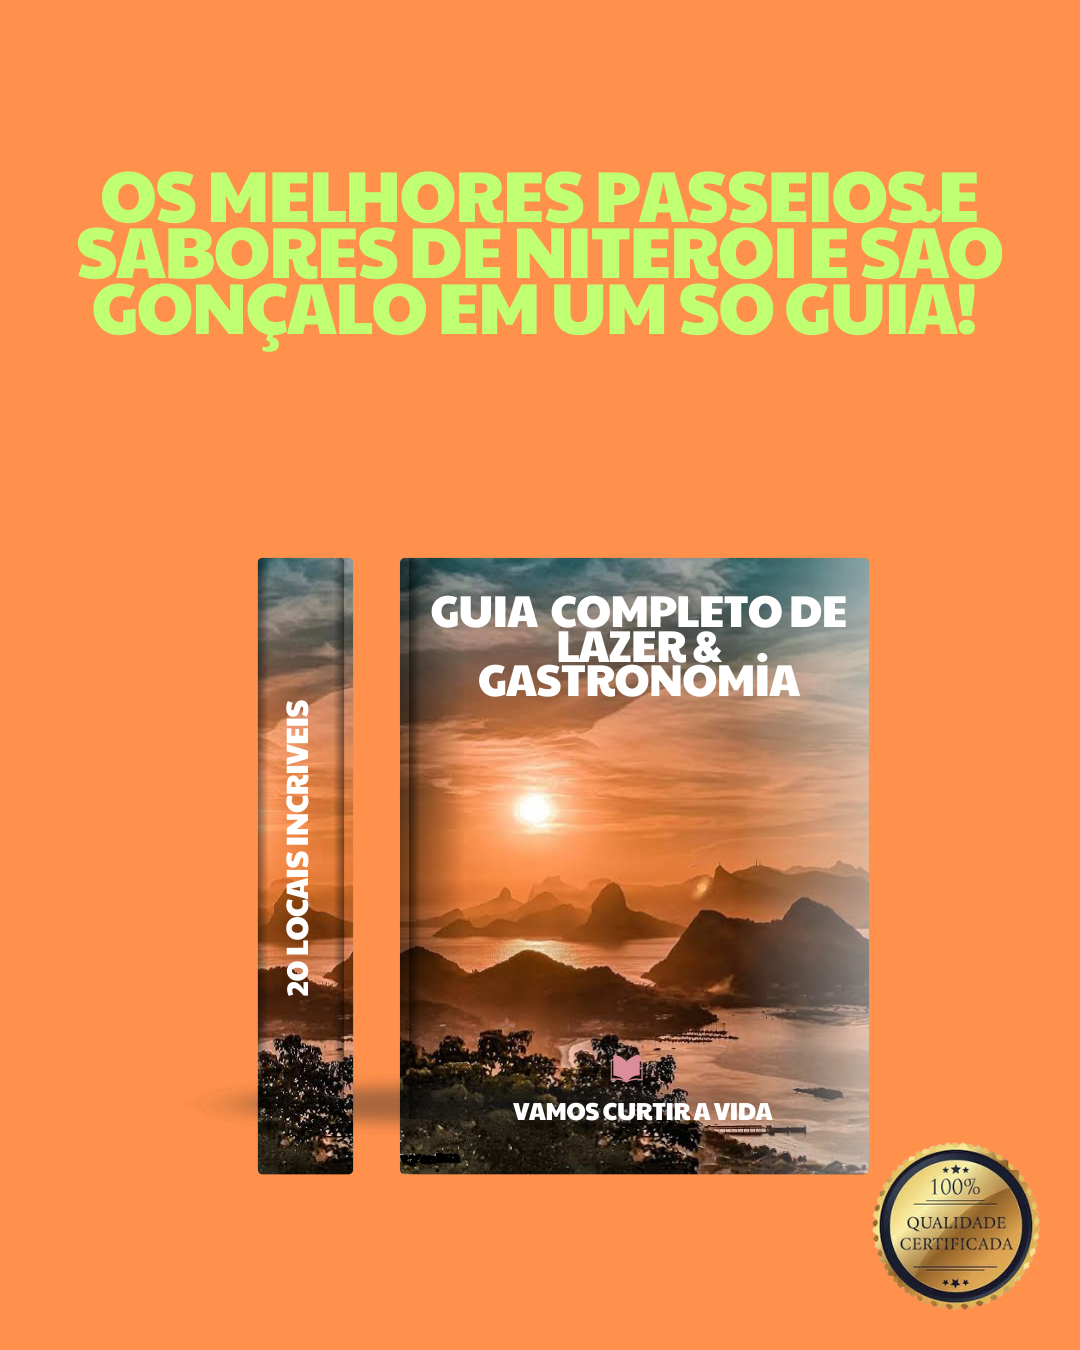 OS MELHORES PASSEIOS E
SABORES DE NITEROI E SÃO
GONÇALO EM UM SO GUIA!
GUIA COMPLETO DE
LAZER &
GASTRONOMIA
20 LOCAIS INCRIVEIS
VAMOS CURTIR A VIDA
100%
QUALIDADE
CERTIFICADA